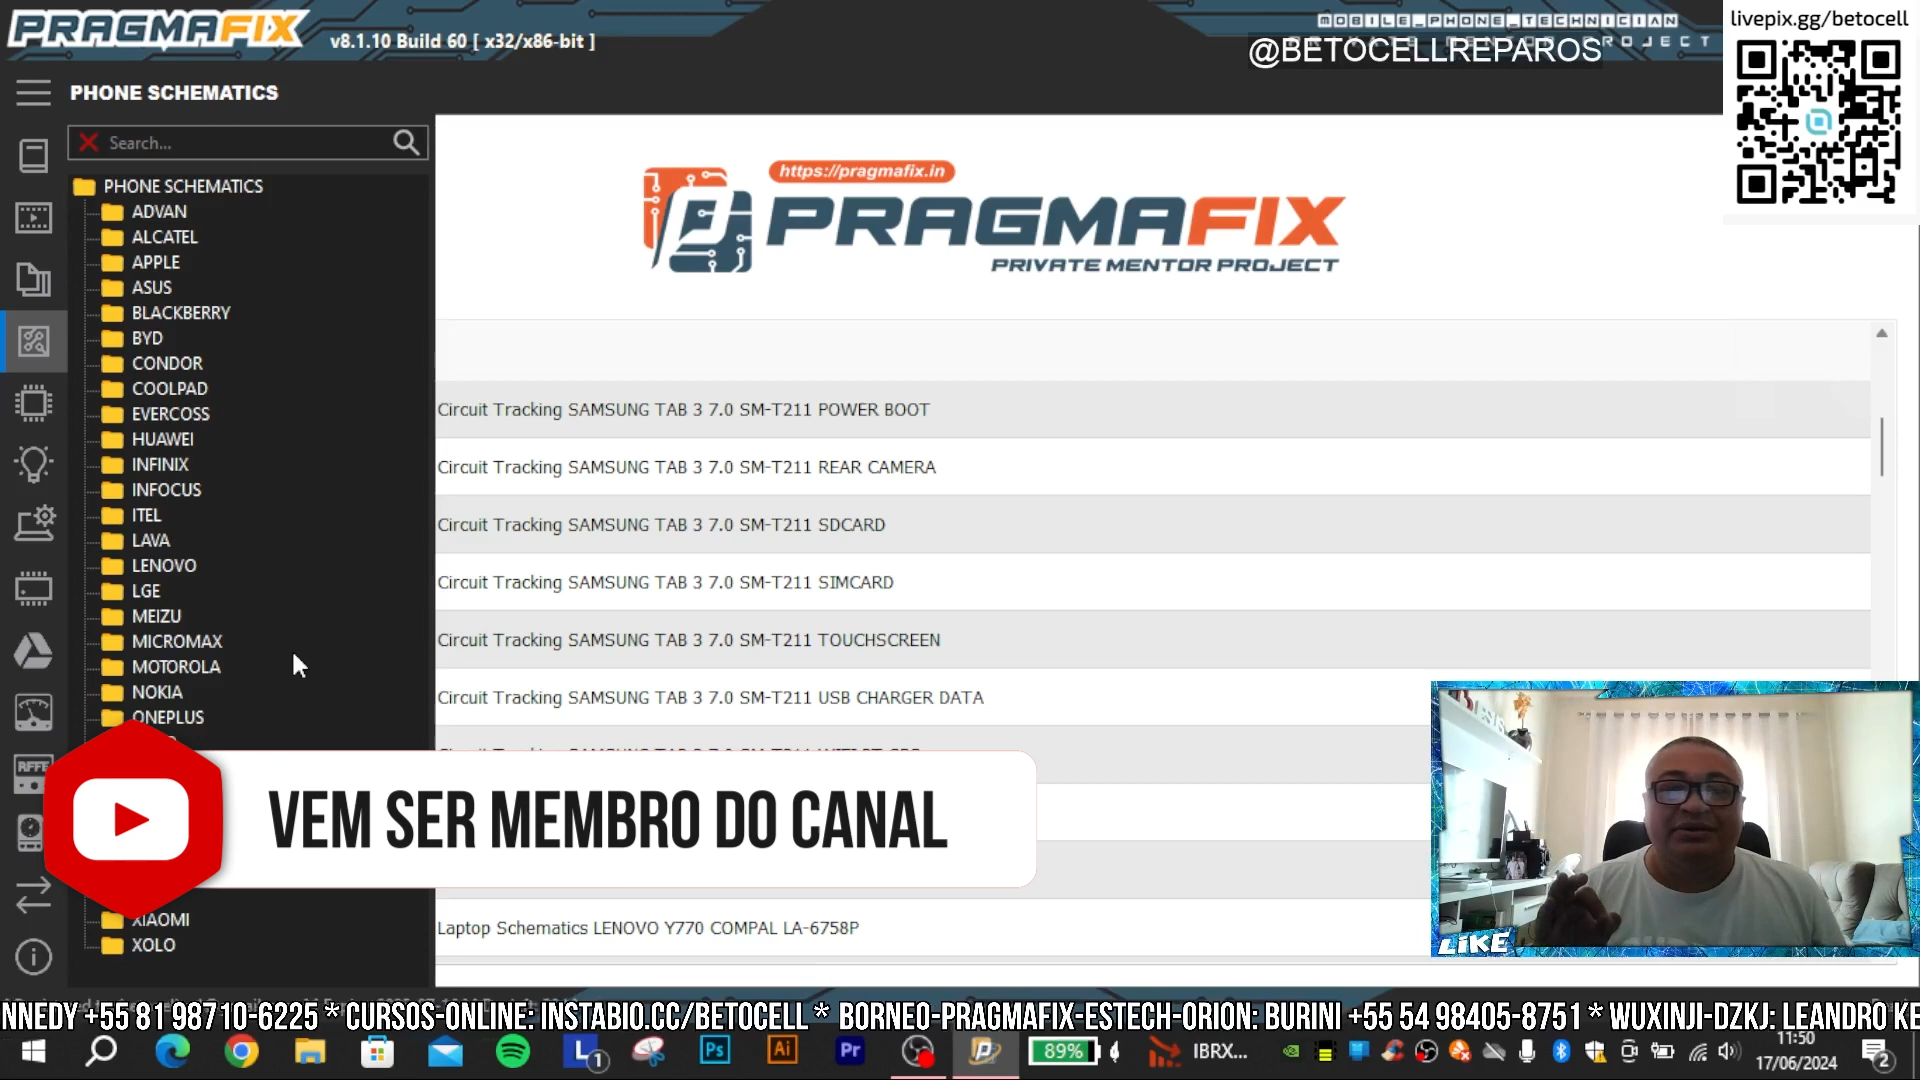 PRAGMAFIX
v8.1.10 Build 60 [ x32/x86-bit ]
MOBILE_PHONE_TECHNICIAN
@BETOCELLREPAROS
livepix.gg/betocell
PHONE SCHEMATICS
Search...
PHONE SCHEMATICS
ADVAN
ALCATEL
APPLE
ASUS
BLACKBERRY
BYD
CONDOR
COOLPAD
EVERCOSS
HUAWEI
INFINIX
INFOCUS
ITEL
LAVA
LENOVO
LGE
MEIZU
MICROMAX
MOTOROLA
NOKIA
ONEPLUS
XIAOMI
XOLO
RFFE
https://pragmafix.in
PRAGMAFIX
PRIVATE MENTOR PROJECT
Circuit Tracking SAMSUNG TAB 3 7.0 SM-T211 POWER BOOT
Circuit Tracking SAMSUNG TAB 3 7.0 SM-T211 REAR CAMERA
Circuit Tracking SAMSUNG TAB 3 7.0 SM-T211 SDCARD
Circuit Tracking SAMSUNG TAB 3 7.0 SM-T211 SIMCARD
Circuit Tracking SAMSUNG TAB 3 7.0 SM-T211 TOUCHSCREEN
Circuit Tracking SAMSUNG TAB 3 7.0 SM-T211 USB CHARGER DATA
Laptop Schematics LENOVO Y770 COMPAL LA-6758P
VEM SER MEMBRO DO CANAL
LIKE
NNEDY +55 81 98710-6225 * CURSOS-ONLINE: INSTABIO.CC/BETOCELL * BORNEO-PRAGMAFIX-ESTECH-ORION: BURINI +55 54 98405-8751 * WUXINJI-DZKJ: LEANDRO KE
L 1
Ps
Ai
Pr
89%
IBRX...
11:50
17/06/2024
2